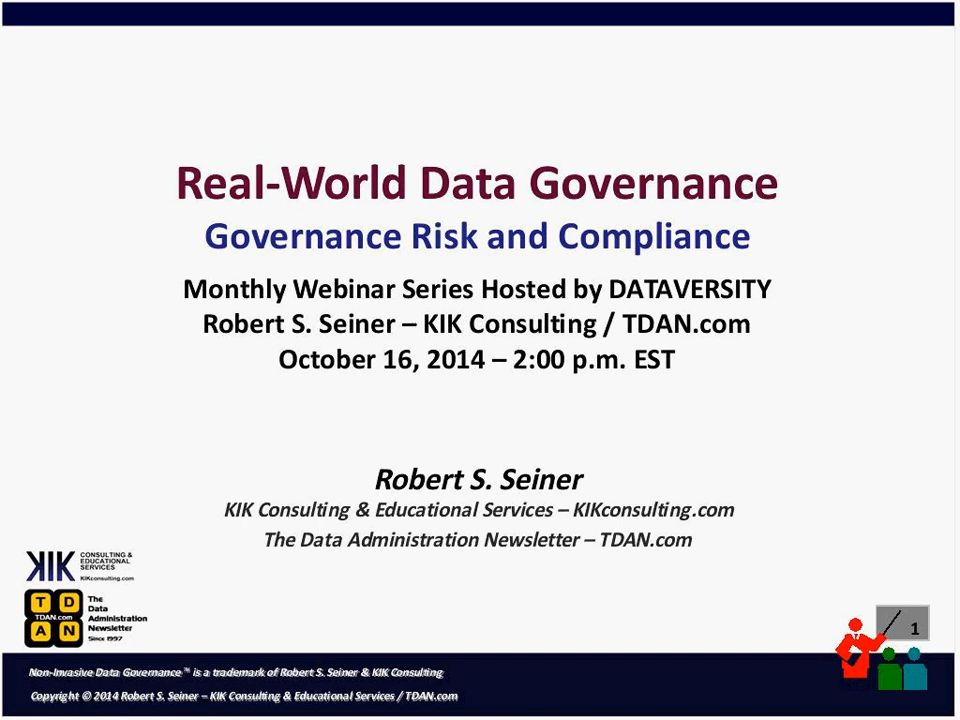 Real-World Data Governance
Governance Risk and Compliance
Monthly Webinar Series Hosted by DATAVERSITY
Robert S. Seiner – KIK Consulting / TDAN.com
October 16, 2014 – 2:00 p.m. EST
Robert S. Seiner
KIK Consulting & Educational Services – KIKconsulting.com
The Data Administration Newsletter – TDAN.com
KIK
CONSULTING &
EDUCATIONAL
SERVICES
KIKconsulting.com
T D
TDAN.com
A N
The
Data
Administration
Newsletter
Since 1997
1
Non-Invasive Data Governance™ is a trademark of Robert S. Seiner & KIK Consulting
Copyright © 2014 Robert S. Seiner – KIK Consulting & Educational Services / TDAN.com